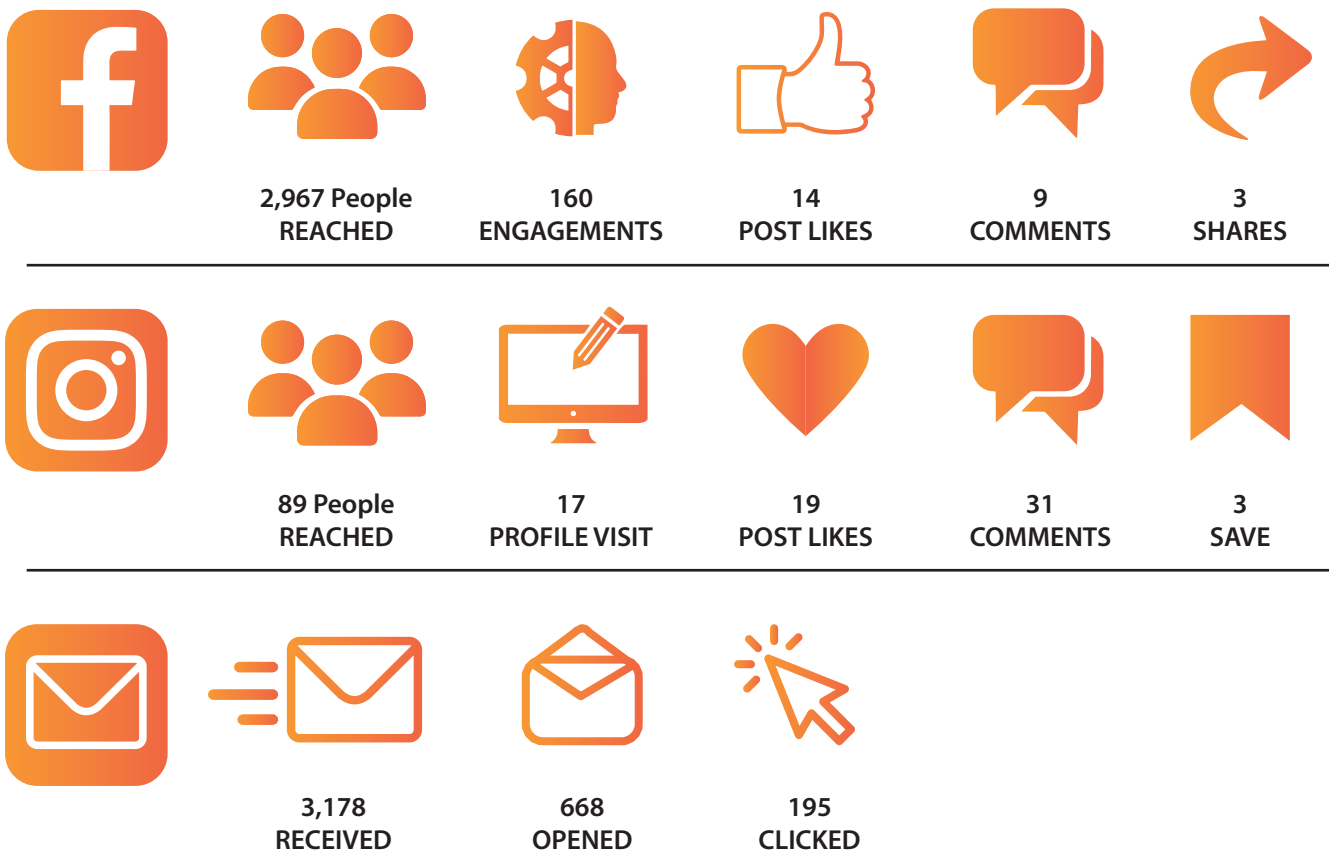 2,967 People
REACHED
160
ENGAGEMENTS
14
POST LIKES
9
COMMENTS
3
SHARES
89 People
REACHED
17
PROFILE VISIT
19
POST LIKES
31
COMMENTS
3
SAVE
3,178
RECEIVED
668
OPENED
195
CLICKED